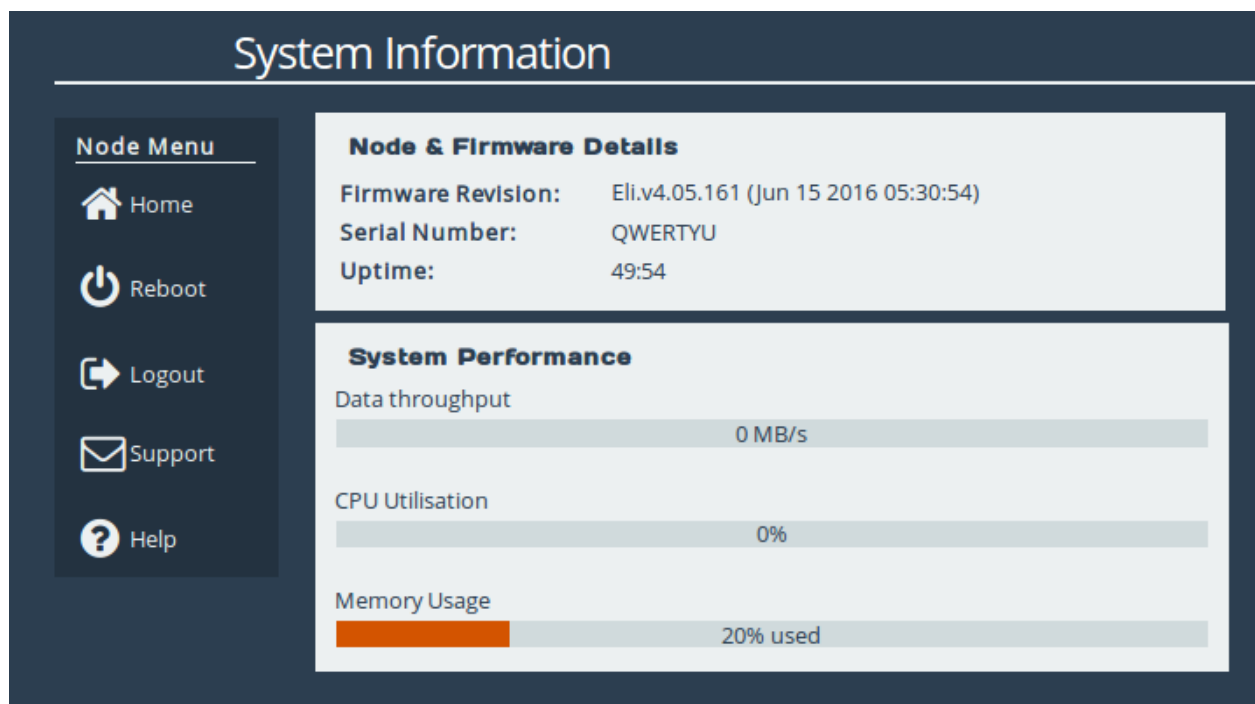 System Information
Node Menu
Home
Reboot
Logout
Support
Help
Node & Firmware Details
Firmware Revision: Eli.v4.05.161 (Jun 15 2016 05:30:54)
Serial Number: QWERTYU
Uptime: 49:54
System Performance
Data throughput
0 MB/s
CPU Utilisation
0%
Memory Usage
20% used